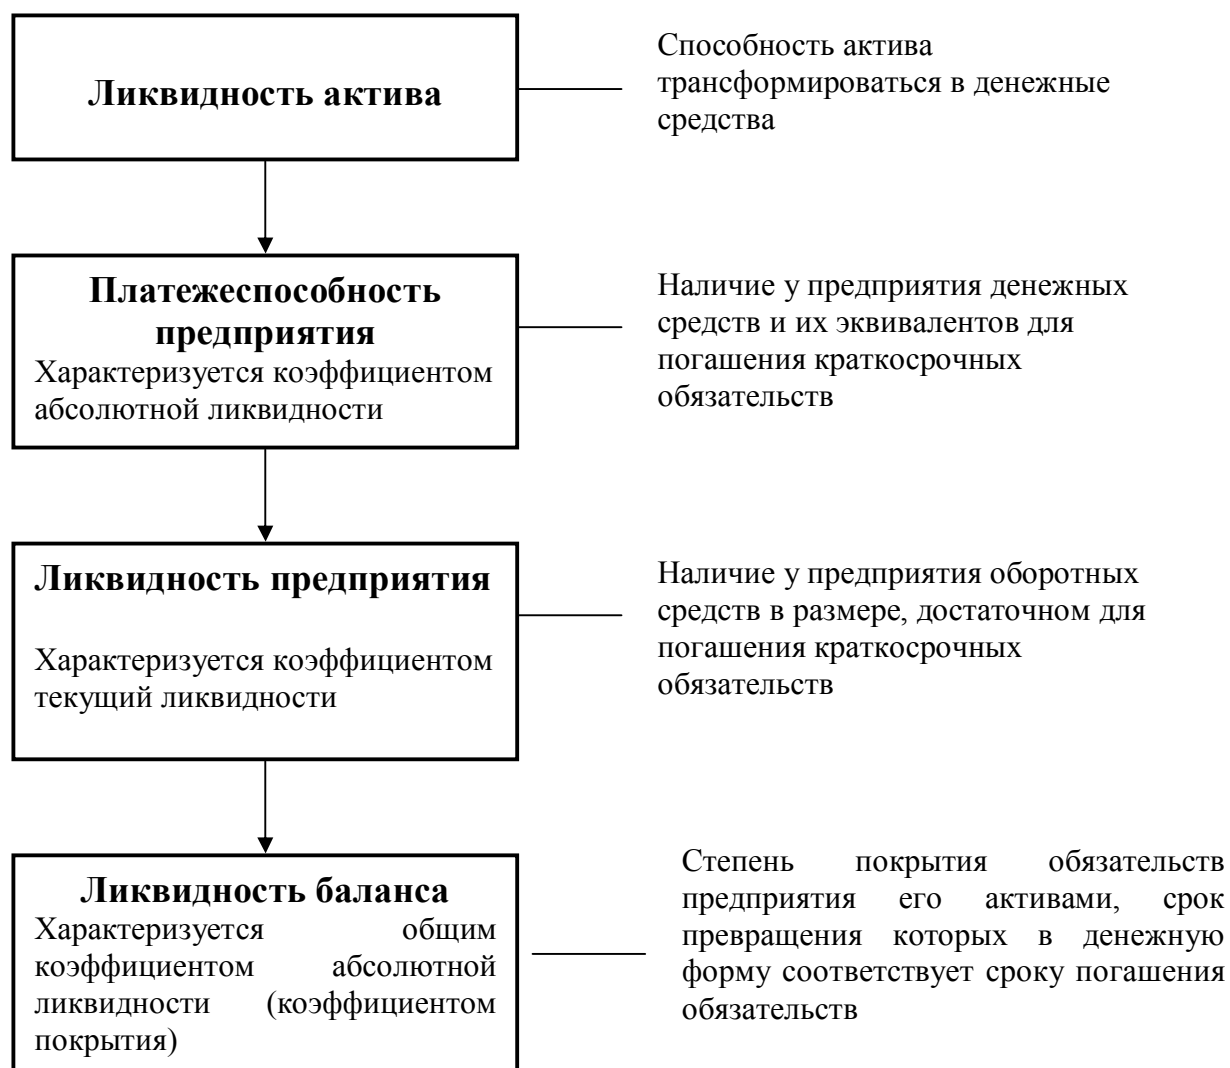 Ликвидность актива
Способность актива
трансформироваться в денежные
средства
Платежеспособность
предприятия
Характеризуется коэффициентом
абсолютной ликвидности
Наличие у предприятия денежных
средств и их эквивалентов для
погашения краткосрочных
обязательств
Ликвидность предприятия
Характеризуется коэффициентом
текущий ликвидности
Наличие у предприятия оборотных
средств в размере, достаточном для
погашения краткосрочных
обязательств
Ликвидность баланса
Характеризуется общим
коэффициентом абсолютной
ликвидности (коэффициентом
покрытия)
Степень покрытия обязательств
предприятия его активами, срок
превращения которых в денежную
форму соответствует сроку погашения
обязательств